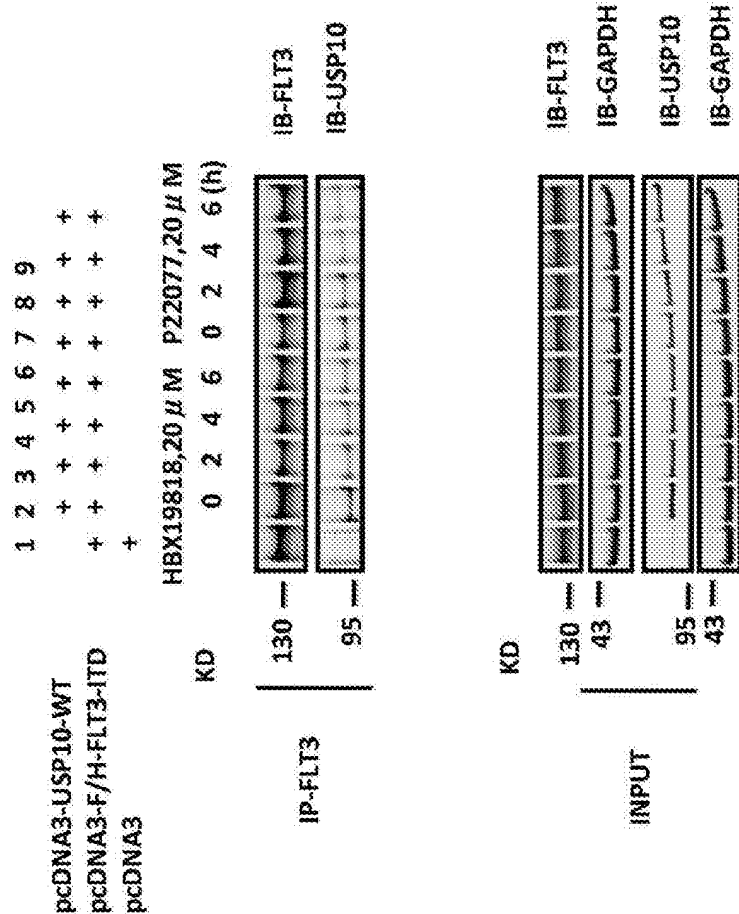 1 2 3 4 5 6 7 8 9
pcDNA3-USP10-WT + + + + + + + +
pcDNA3-F/H-FLT3-ITD + + + + + + + + +
pcDNA3 +
HBX19818,20 μM P22077,20 μM
0 2 4 6 0 2 4 6 (h)
KD
130
IB-FLT3
IP-FLT3
95
IB-USP10
KD
130
IB-FLT3
43
IB-GAPDH
INPUT
95
IB-USP10
43
IB-GAPDH